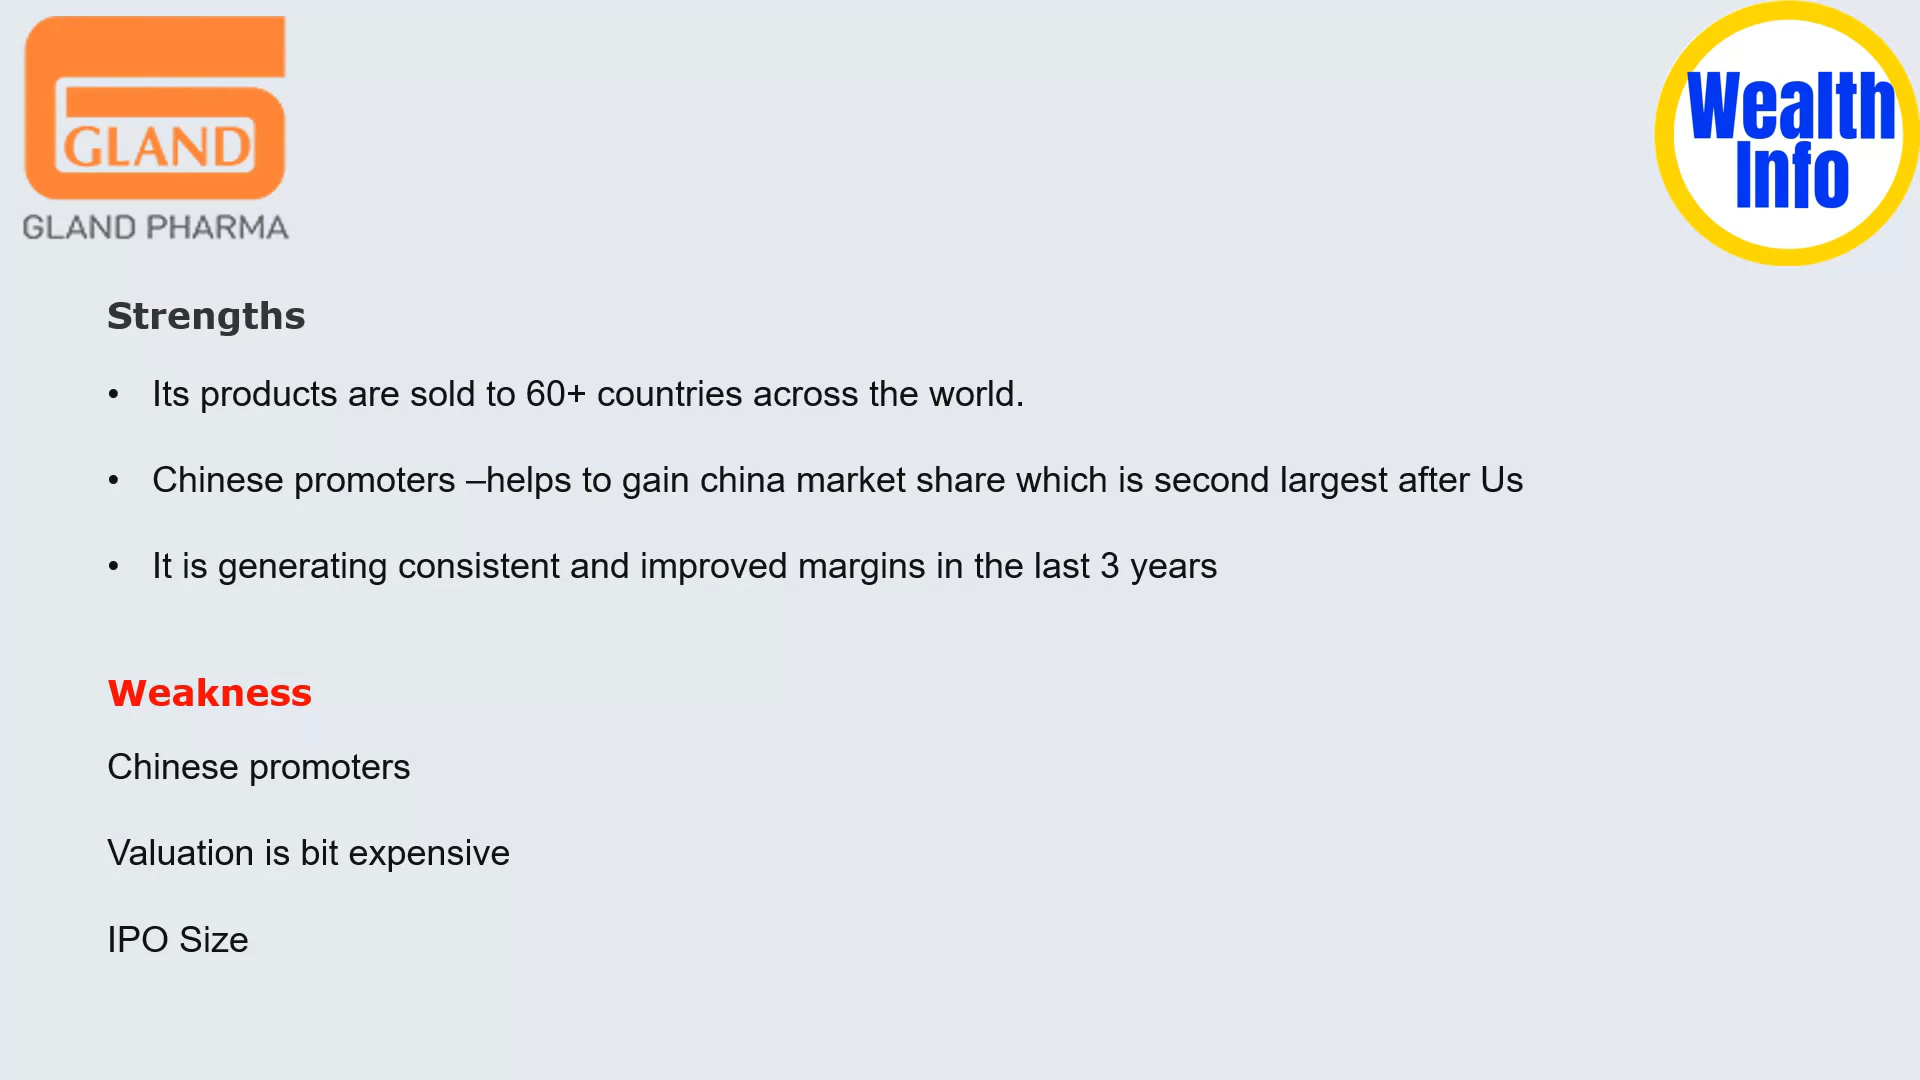 GLAND
GLAND PHARMA
Wealth
Info
Strengths
• Its products are sold to 60+ countries across the world.
• Chinese promoters –helps to gain china market share which is second largest after Us
• It is generating consistent and improved margins in the last 3 years
Weakness
Chinese promoters
Valuation is bit expensive
IPO Size